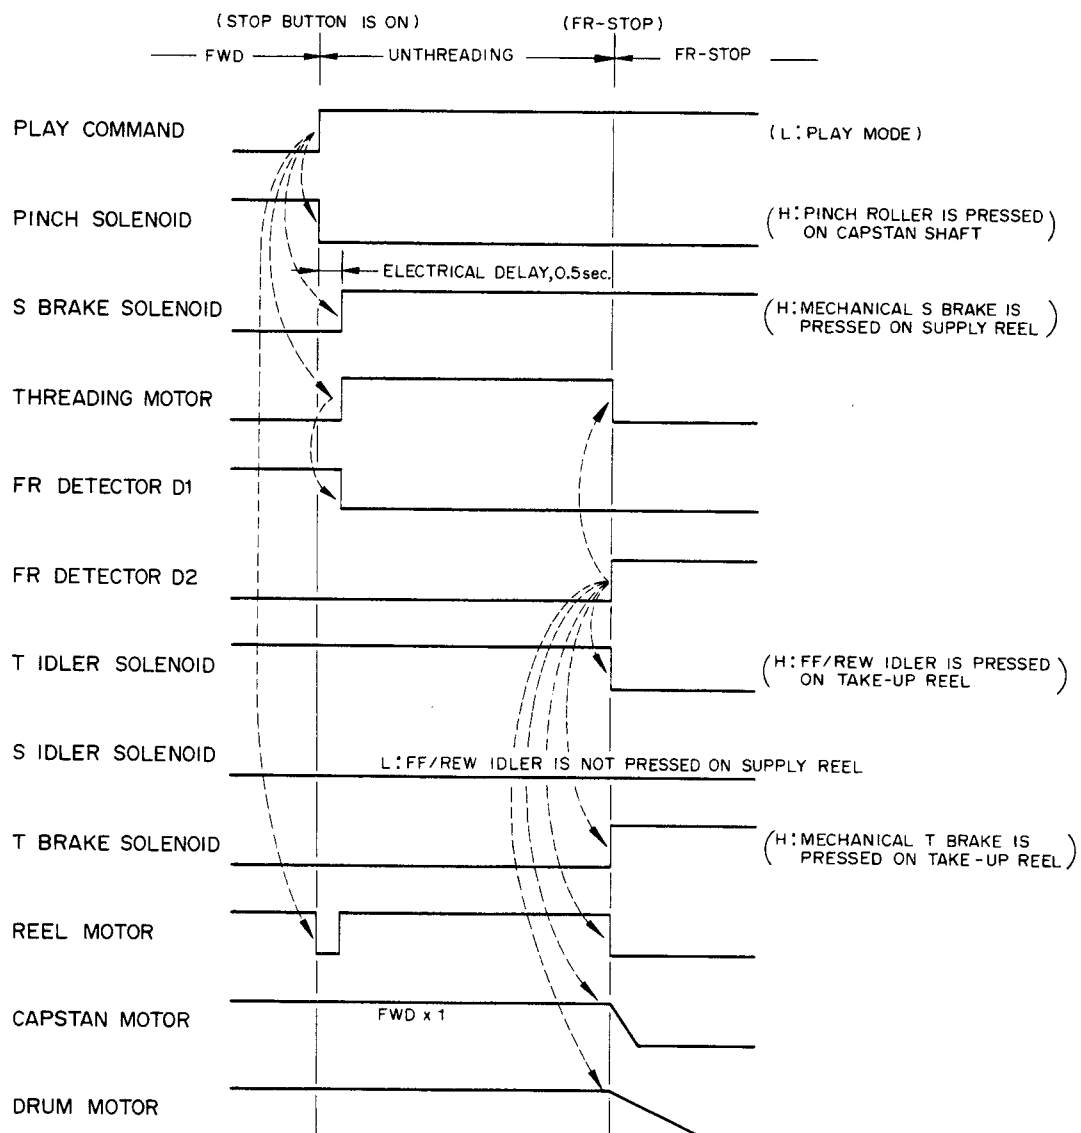 (STOP BUTTON IS ON) (FR-STOP)
FWD UNTHREADING FR-STOP
PLAY COMMAND (L:PLAY MODE)
PINCH SOLENOID (H:PINCH ROLLER IS PRESSED
ON CAPSTAN SHAFT)
ELECTRICAL DELAY,0.5sec.
S BRAKE SOLENOID (H:MECHANICAL S BRAKE IS
PRESSED ON SUPPLY REEL)
THREADING MOTOR
FR DETECTOR D1
FR DETECTOR D2
T IDLER SOLENOID (H:FF/REW IDLER IS PRESSED
ON TAKE-UP REEL)
S IDLER SOLENOID
L:FF/REW IDLER IS NOT PRESSED ON SUPPLY REEL
T BRAKE SOLENOID (H:MECHANICAL T BRAKE IS
PRESSED ON TAKE-UP REEL)
REEL MOTOR
CAPSTAN MOTOR FWD x 1
DRUM MOTOR